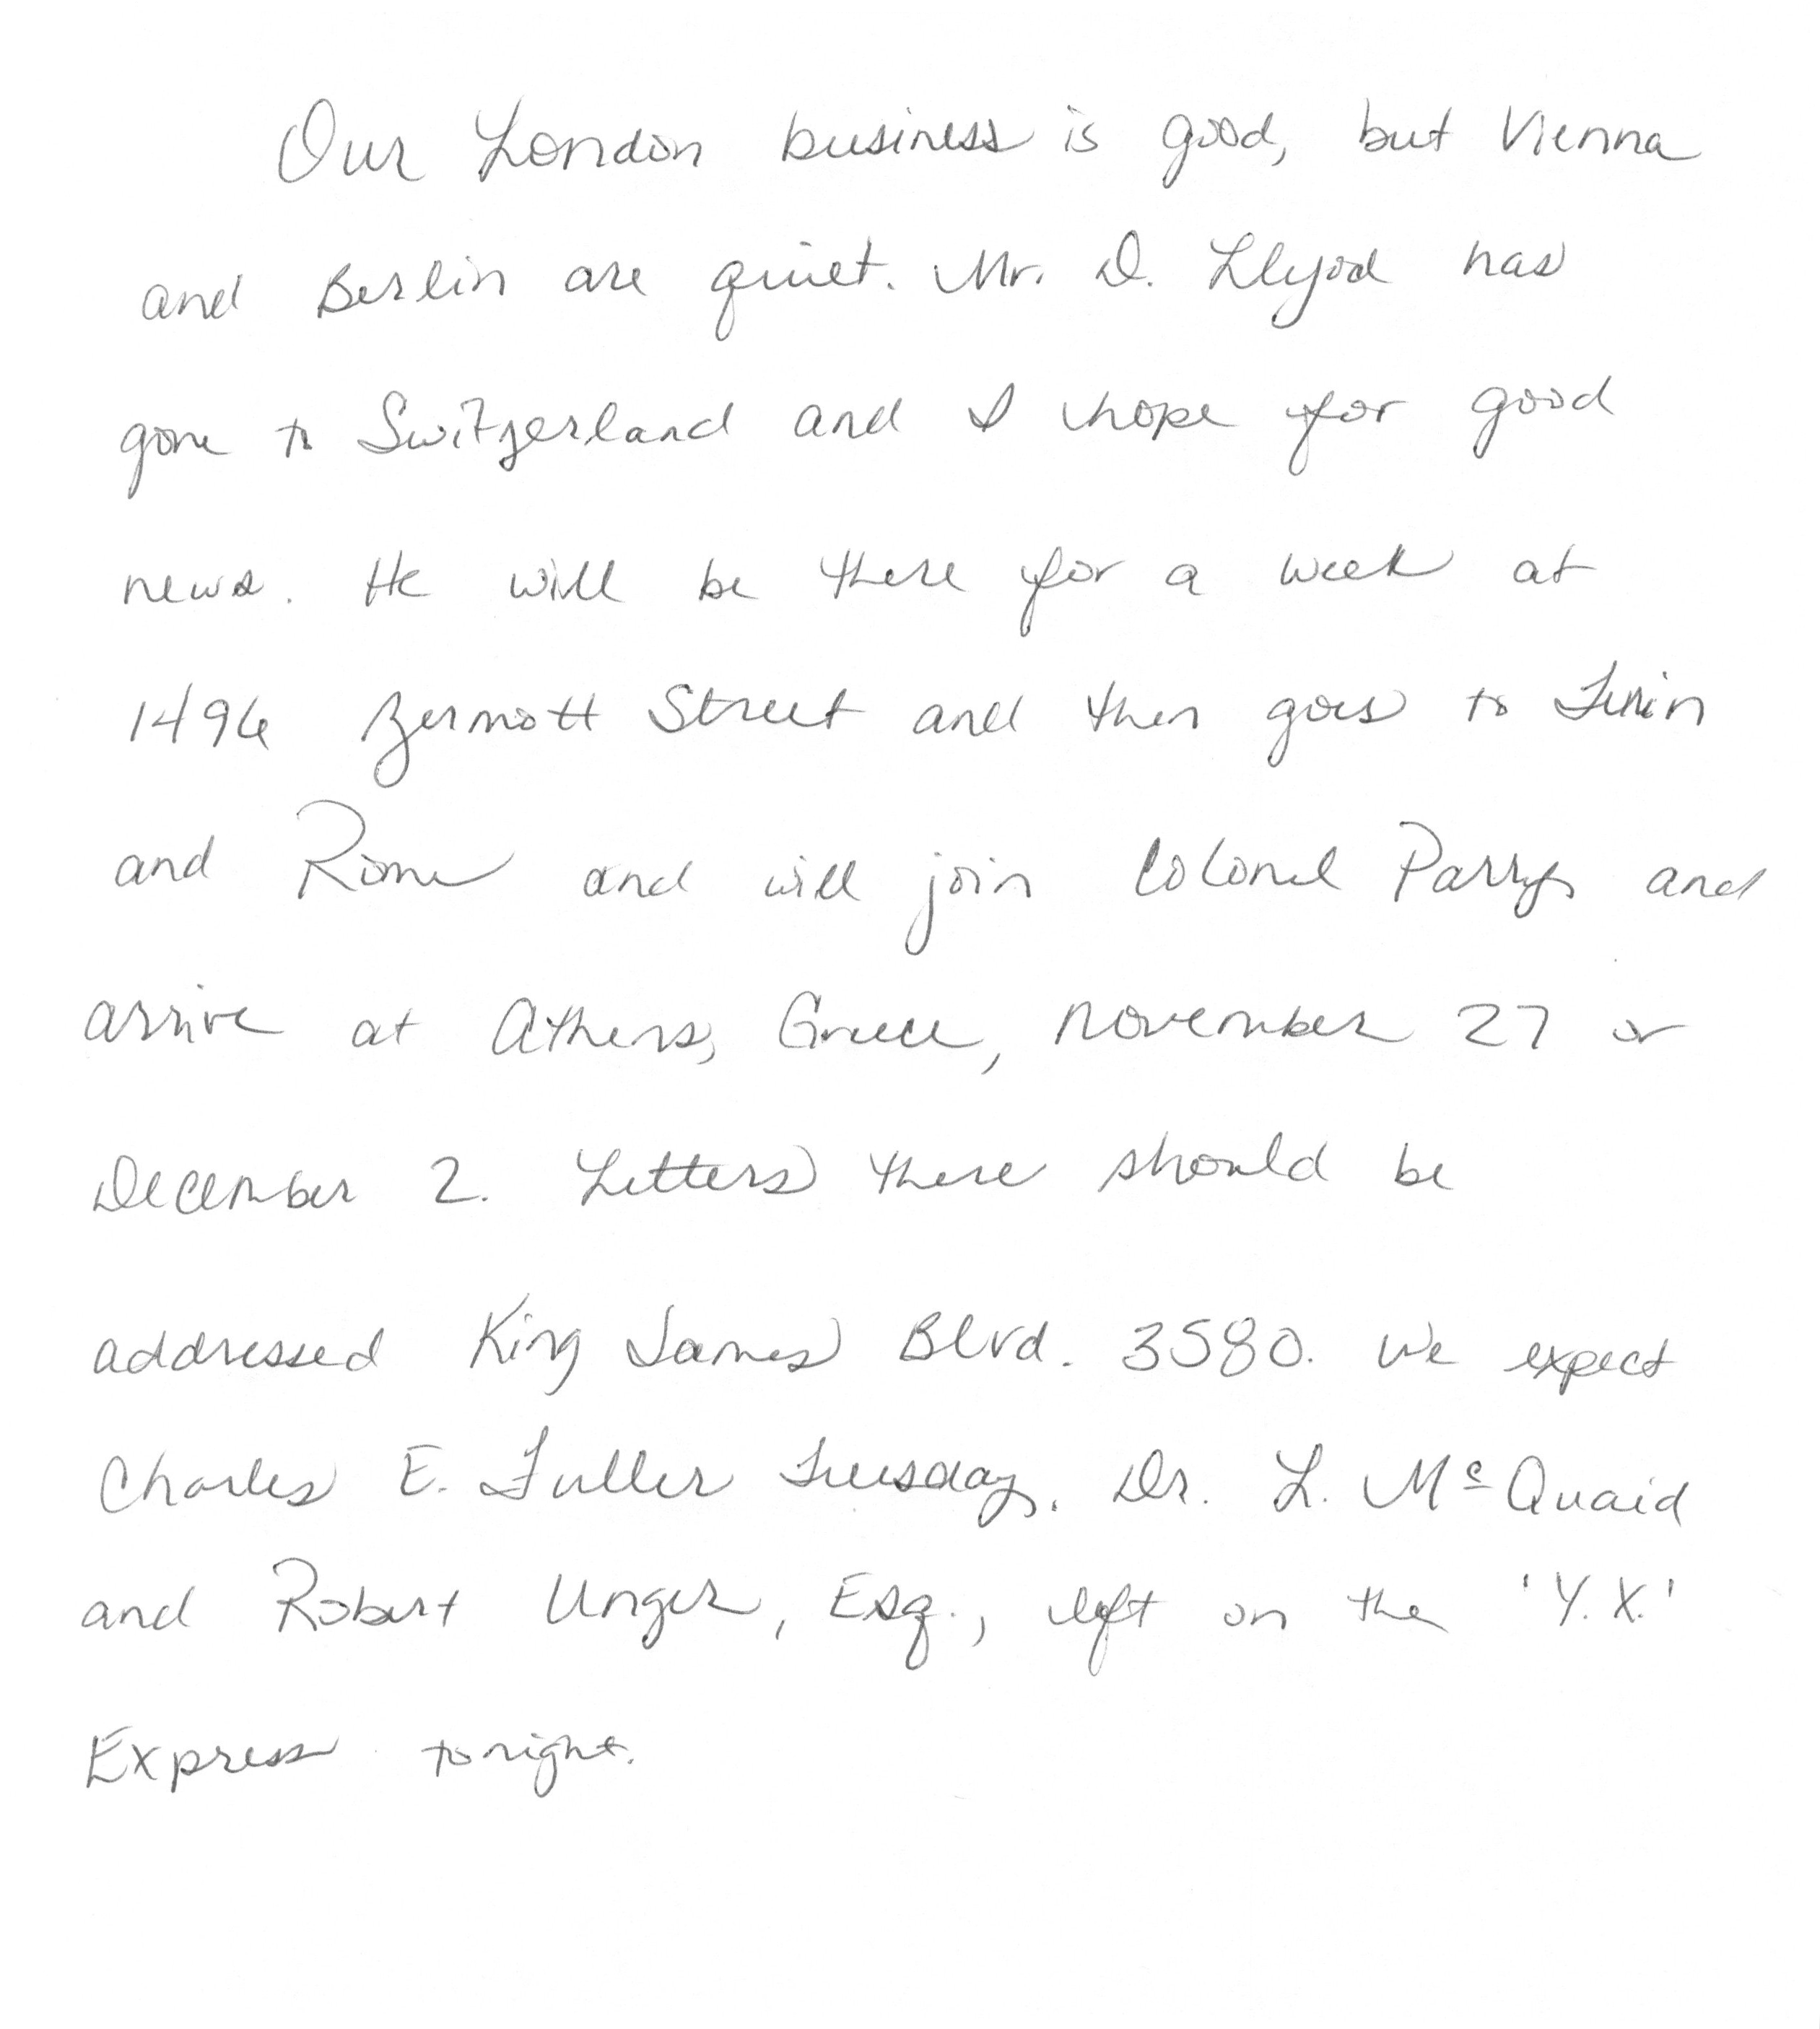 Our London business is good, but Vienna
and Berlin are quiet. Mr. D. Llyod has
gone to Switzerland and I hope for good
news. He will be there for a week at
1496 Zermott Street and then goes to Turin
and Rome and will join Colonel Parry and
arrive at Athens, Greece, November 27 or
December 2. Letters there should be
addressed King James Blvd. 3580. We expect
Charles E. Fuller Tuesday. Dr. L. McQuaid
and Robert Unger, Esq., left on the 'Y.X.'
Express tonight.